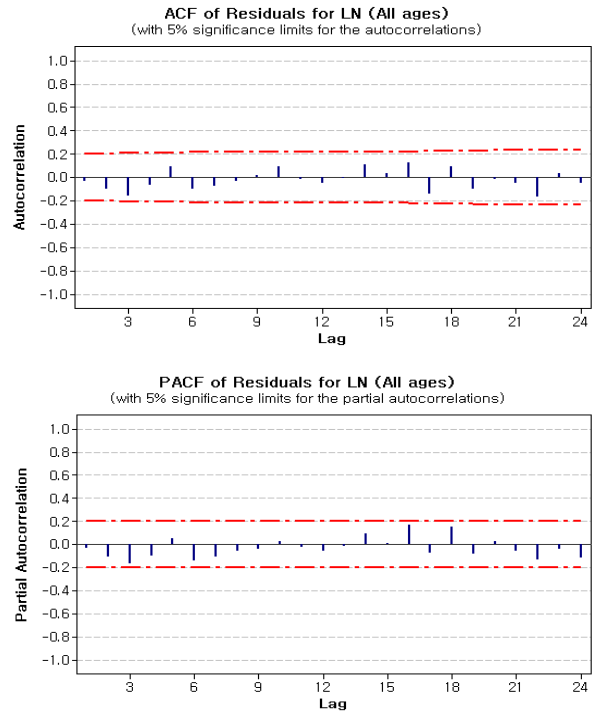 ACF of Residuals for LN (All ages)
(with 5% significance limits for the autocorrelations)
1.0
0.8
0.6
0.4
0.2
0.0
-0.2
-0.4
-0.6
-0.8
-1.0
Autocorrelation
3 6 9 12 15 18 21 24
Lag
PACF of Residuals for LN (All ages)
(with 5% significance limits for the partial autocorrelations)
1.0
0.8
0.6
0.4
0.2
0.0
-0.2
-0.4
-0.6
-0.8
-1.0
Partial Autocorrelation
3 6 9 12 15 18 21 24
Lag